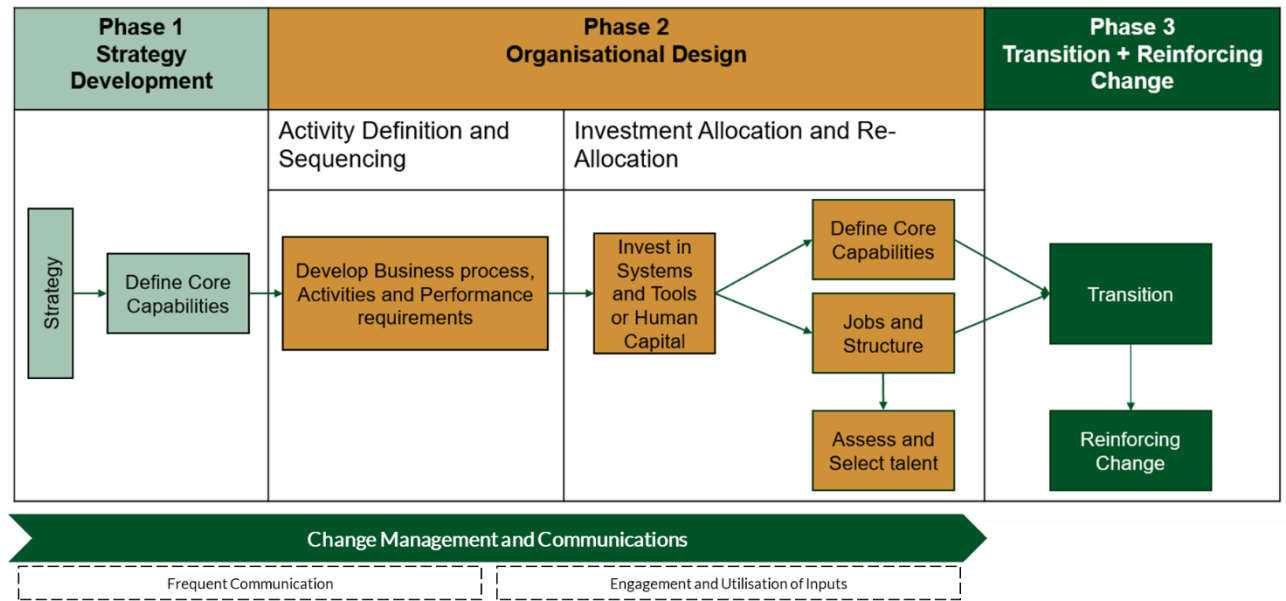 Phase 1
Strategy
Development
Phase 2
Organisational Design
Phase 3
Transition + Reinforcing
Change
Activity Definition and
Sequencing
Investment Allocation and Re-
Allocation
Strategy
Define Core
Capabilities
Develop Business process,
Activities and Performance
requirements
Invest in
Systems
and Tools
or Human
Capital
Define Core
Capabilities
Jobs and
Structure
Assess and
Select talent
Transition
Reinforcing
Change
Change Management and Communications
Frequent Communication
Engagement and Utilisation of Inputs